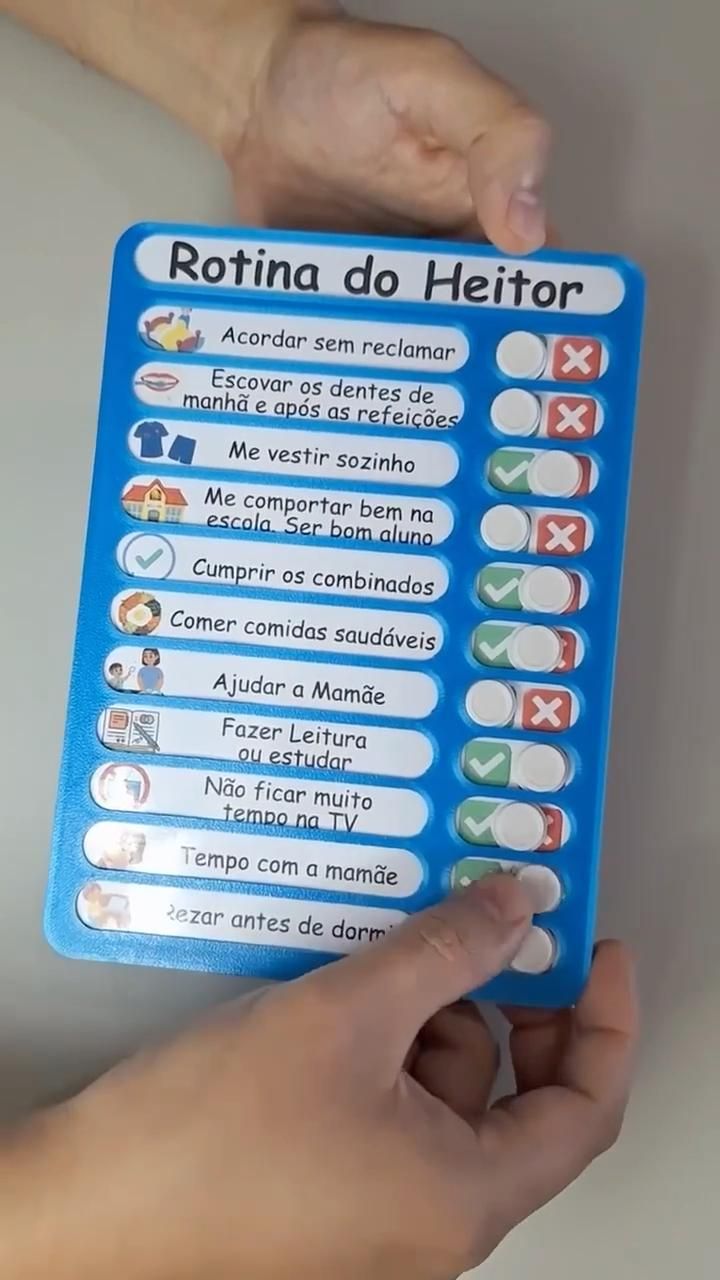 Rotina do Heitor
Acordar sem reclamar
Escovar os dentes de
manhã e após as refeições
Me vestir sozinho
Me comportar bem na
escola. Ser bom aluno
Cumprir os combinados
Comer comidas saudáveis
Ajudar a Mamãe
Fazer Leitura
ou estudar
Não ficar muito
tempo na TV
Tempo com a mamãe
antes de